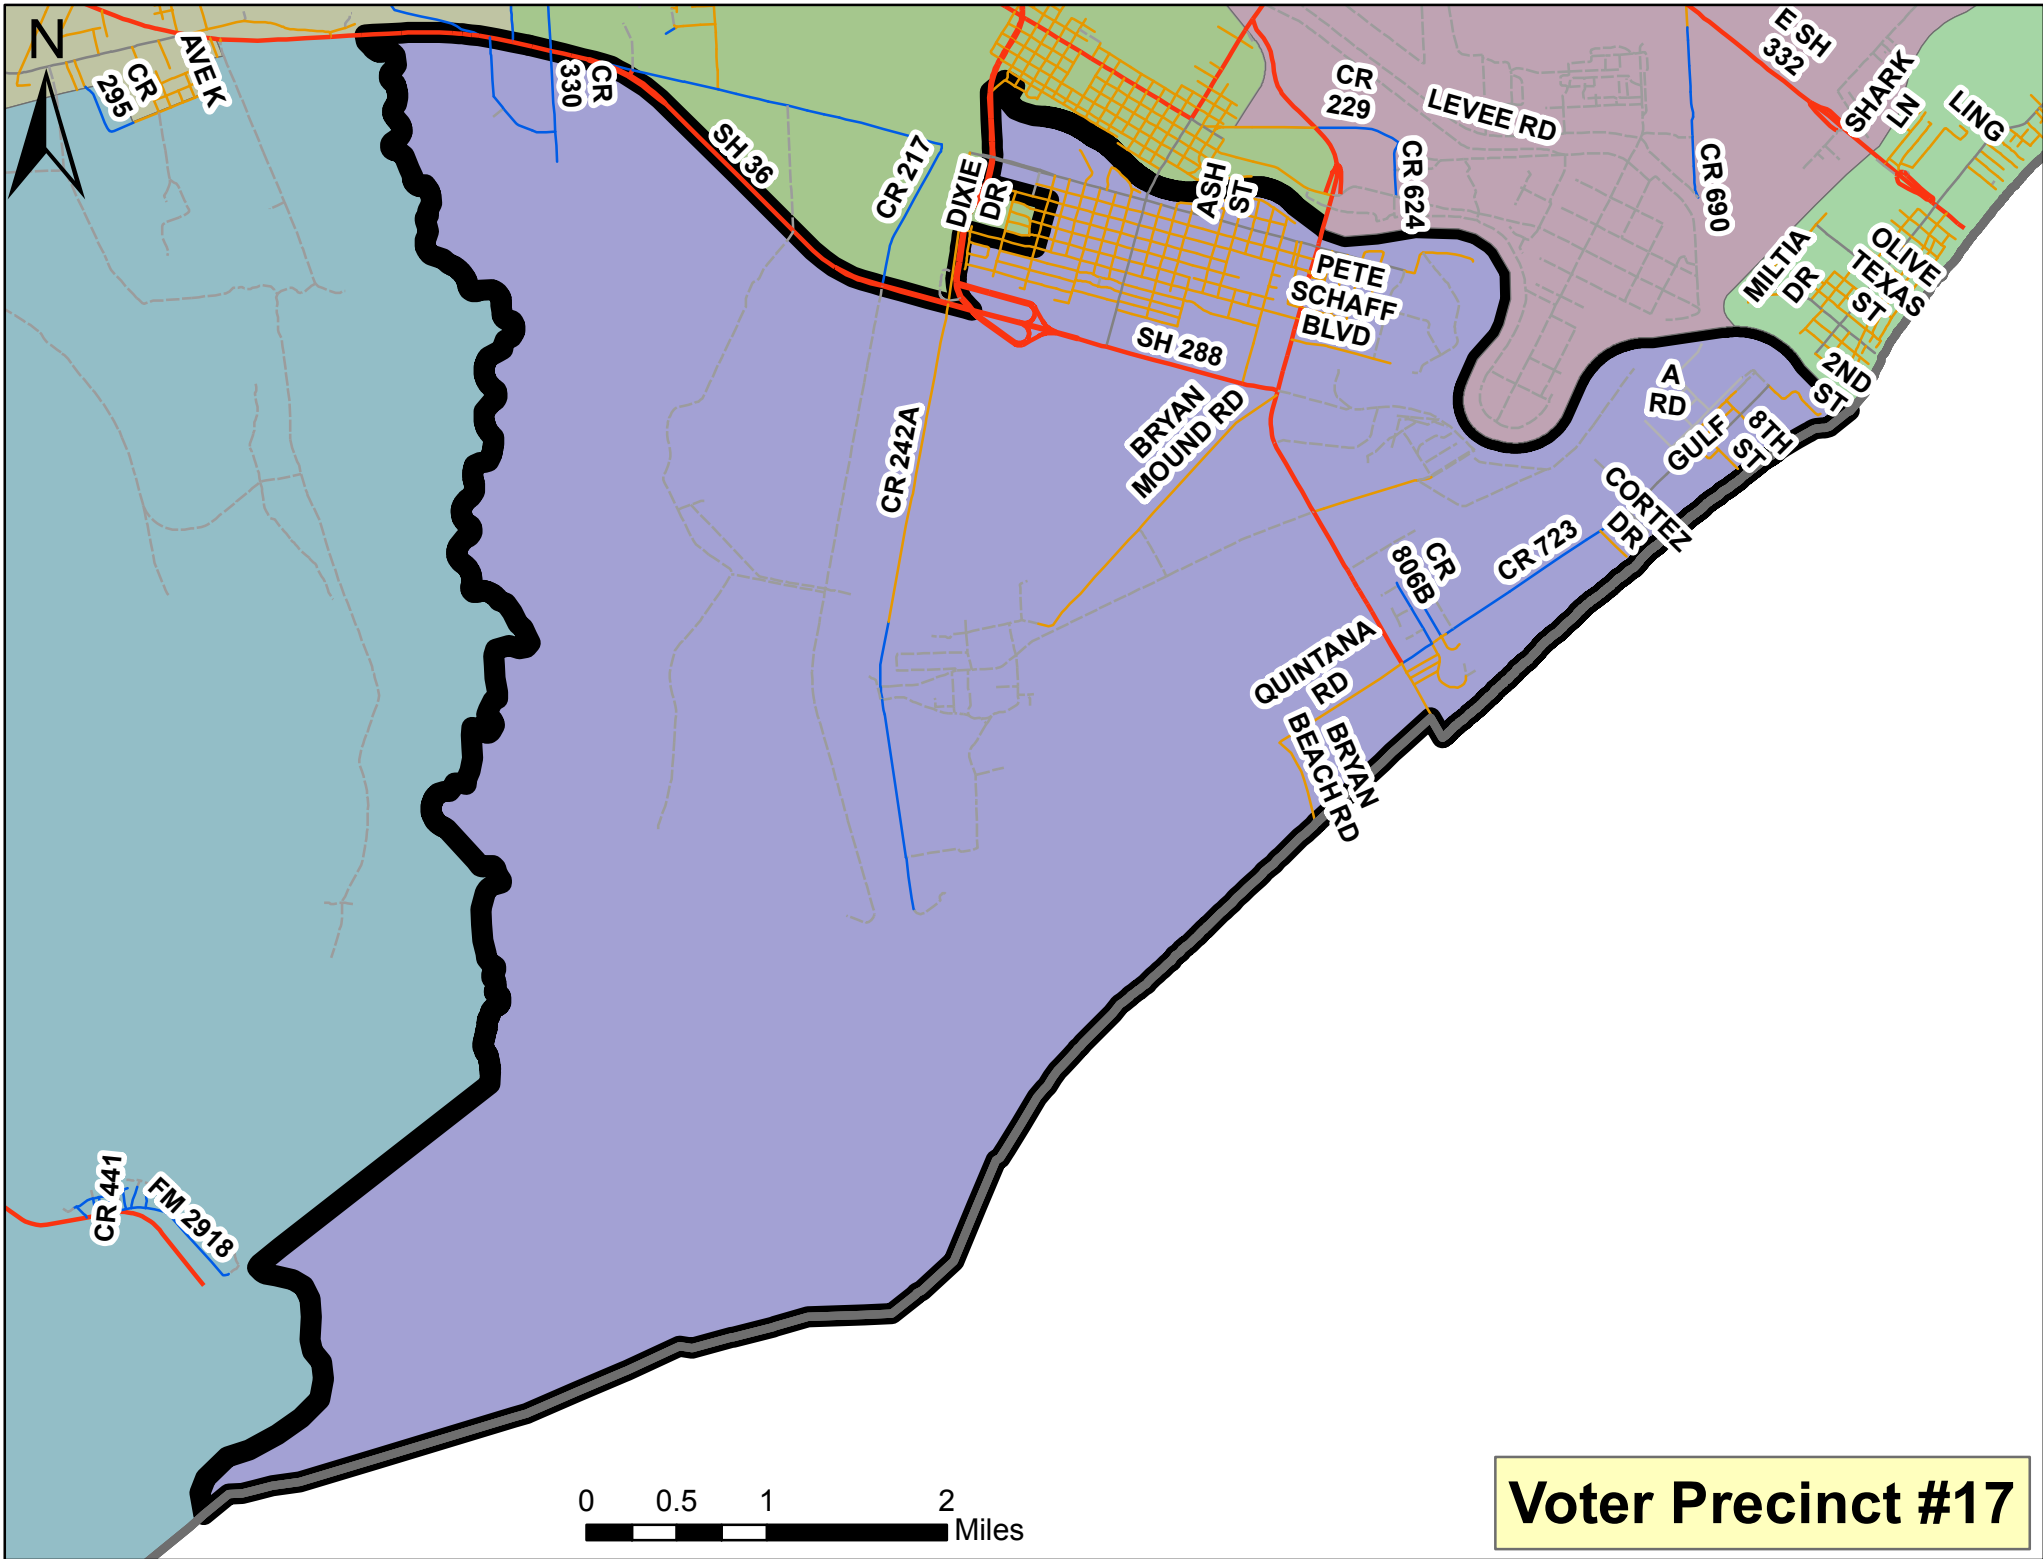 N
CR
295
AVE K
CR
330
SH 36
CR 217
DIXIE
DR
ASH
ST
CR
229
LEVEE RD
CR 624
CR 690
E SH
332
SHARK
LN
LING
MILTIA
DR
OLIVE
TEXAS
ST
2ND
ST
PETE
SCHAFF
BLVD
SH 288
A
RD
GULF
8TH
ST
BRYAN
MOUND RD
CR 242A
CORTEZ
DR
CR 723
CR
806B
QUINTANA
RD
BRYAN
BEACH RD
CR 441
FM 2918
0 0.5 1 2
Miles
Voter Precinct #17